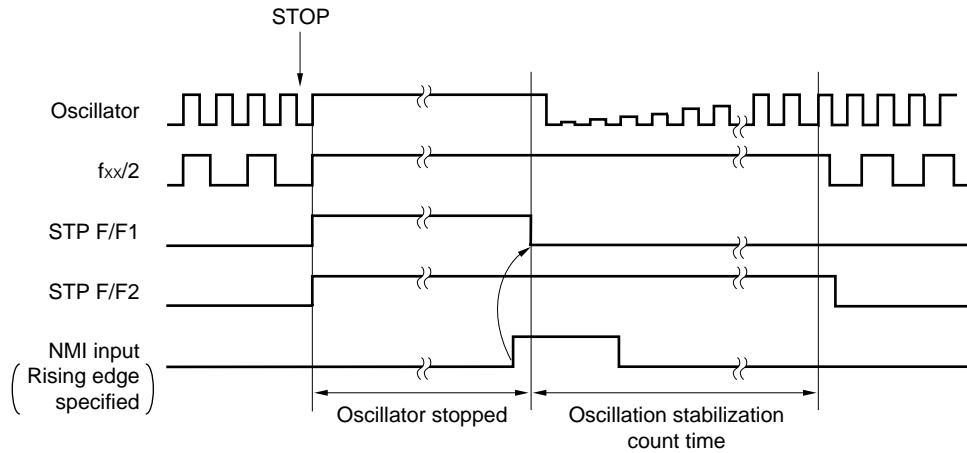 STOP
Oscillator
fxx/2
STP F/F1
STP F/F2
NMI input
Rising edge
specified
Oscillator stopped
Oscillation stabilization
count time